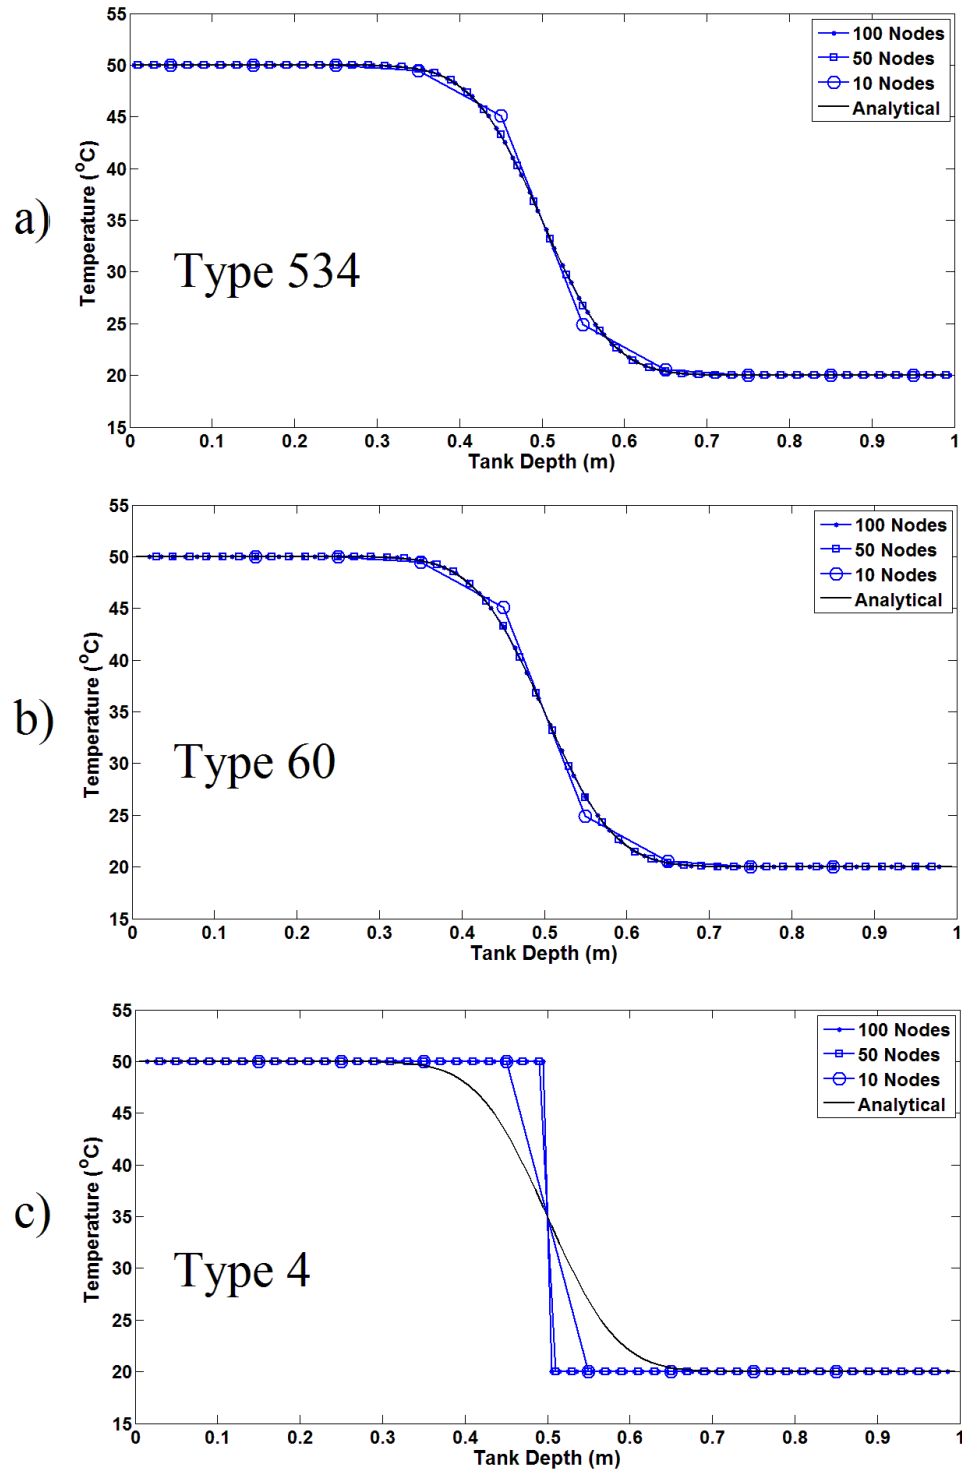 a)
55
50
45
40
35
30
25
20
15
Temperature (°C)
100 Nodes
50 Nodes
10 Nodes
Analytical
Type 534
0 0.1 0.2 0.3 0.4 0.5 0.6 0.7 0.8 0.9 1
Tank Depth (m)
b)
55
50
45
40
35
30
25
20
15
Temperature (°C)
100 Nodes
50 Nodes
10 Nodes
Analytical
Type 60
0 0.1 0.2 0.3 0.4 0.5 0.6 0.7 0.8 0.9 1
Tank Depth (m)
c)
55
50
45
40
35
30
25
20
15
Temperature (°C)
100 Nodes
50 Nodes
10 Nodes
Analytical
Type 4
0 0.1 0.2 0.3 0.4 0.5 0.6 0.7 0.8 0.9 1
Tank Depth (m)